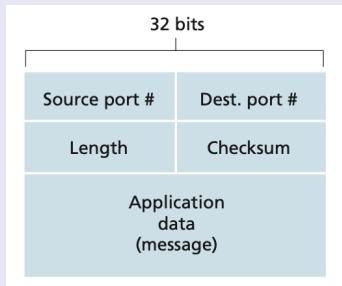 32 bits
Source port #
Dest. port #
Length
Checksum
Application
data
(message)